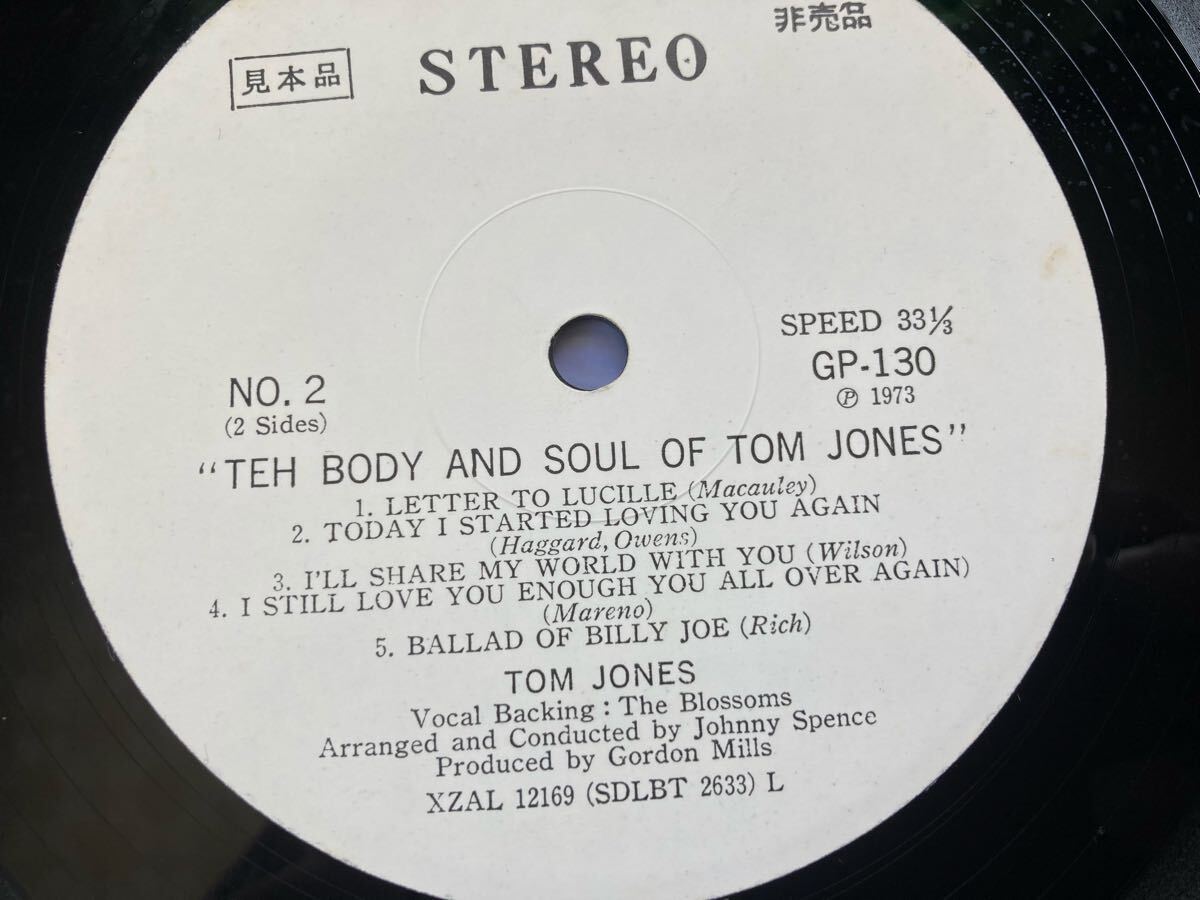 非売品
見本品 STEREO
SPEED 33⅓
GP-130
NO. 2
℗ 1973
(2 Sides)
“TEH BODY AND SOUL OF TOM JONES”
1. LETTER TO LUCILLE (Macauley)
2. TODAY I STARTED LOVING YOU AGAIN
(Haggard, Owens)
3. I'LL SHARE MY WORLD WITH YOU (Wilson)
4. I STILL LOVE YOU ENOUGH YOU ALL OVER AGAIN)
(Mareno)
5. BALLAD OF BILLY JOE (Rich)
TOM JONES
Vocal Backing : The Blossoms
Arranged and Conducted by Johnny Spence
Produced by Gordon Mills
XZAL 12169 (SDLBT 2633) L